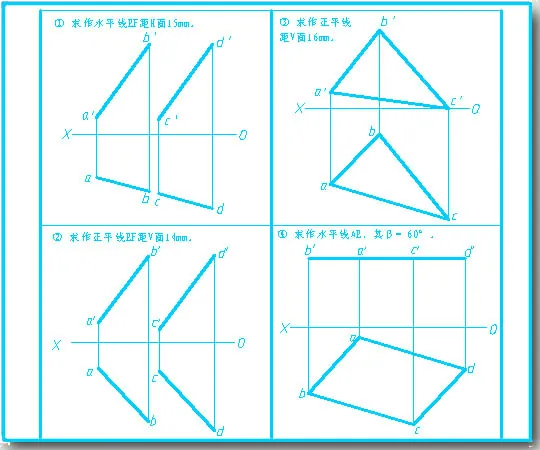 ① 求作水平线EF距H面15mm。
b' d'
a' c'
X O
a
b c
d
③ 求作正平线
距V面16mm。
b'
a' c'
X O
b
a
c
② 求作正平线EF距V面14mm。
b' d'
a' c'
X O
a c
b d
④ 求作水平线AE，其β＝60°。
b' a' c' d'
X O
a
d
b
c